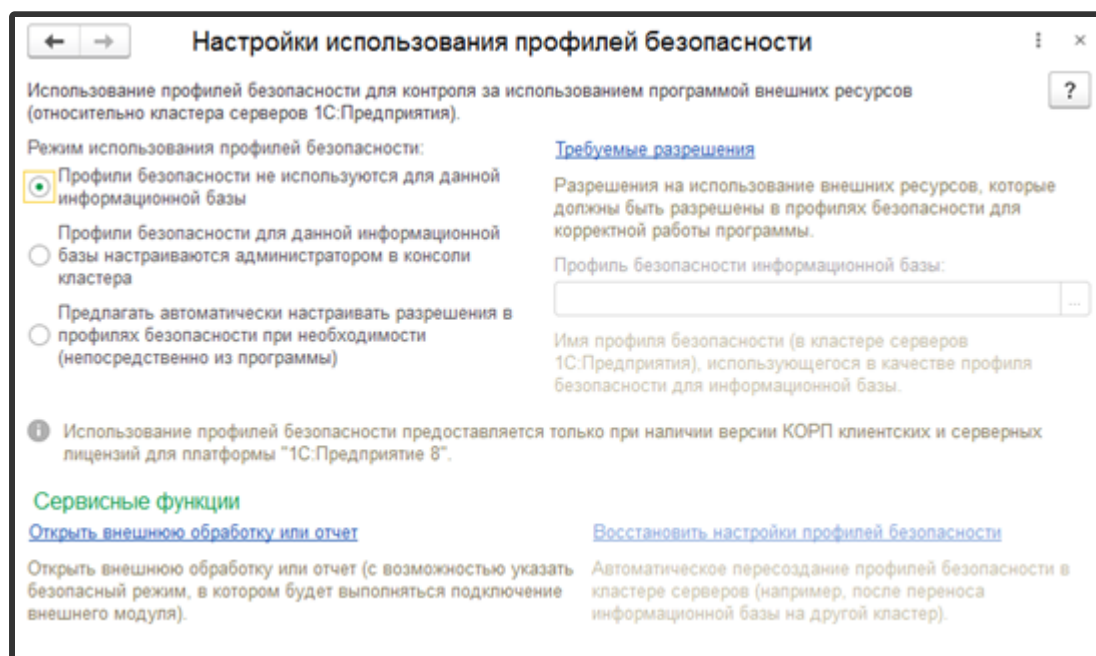 Настройки использования профилей безопасности
?
Использование профилей безопасности для контроля за использованием программой внешних ресурсов
(относительно кластера серверов 1С:Предприятия).
Режим использования профилей безопасности:
Профили безопасности не используются для данной
информационной базы
Профили безопасности для данной информационной
базы настраиваются администратором в консоли
кластера
Предлагать автоматически настраивать разрешения в
профилях безопасности при необходимости
(непосредственно из программы)
Требуемые разрешения
Разрешения на использование внешних ресурсов, которые
должны быть разрешены в профилях безопасности для
корректной работы программы.
Профиль безопасности информационной базы:
...
Имя профиля безопасности (в кластере серверов
1С:Предприятия), использующегося в качестве профиля
безопасности для информационной базы.
Использование профилей безопасности предоставляется только при наличии версии КОРП клиентских и серверных
лицензий для платформы "1С:Предприятие 8".
Сервисные функции
Открыть внешнюю обработку или отчет
Открыть внешнюю обработку или отчет (с возможностью указать
безопасный режим, в котором будет выполняться подключение
внешнего модуля).
Восстановить настройки профилей безопасности
Автоматическое пересоздание профилей безопасности в
кластере серверов (например, после переноса
информационной базы на другой кластер).